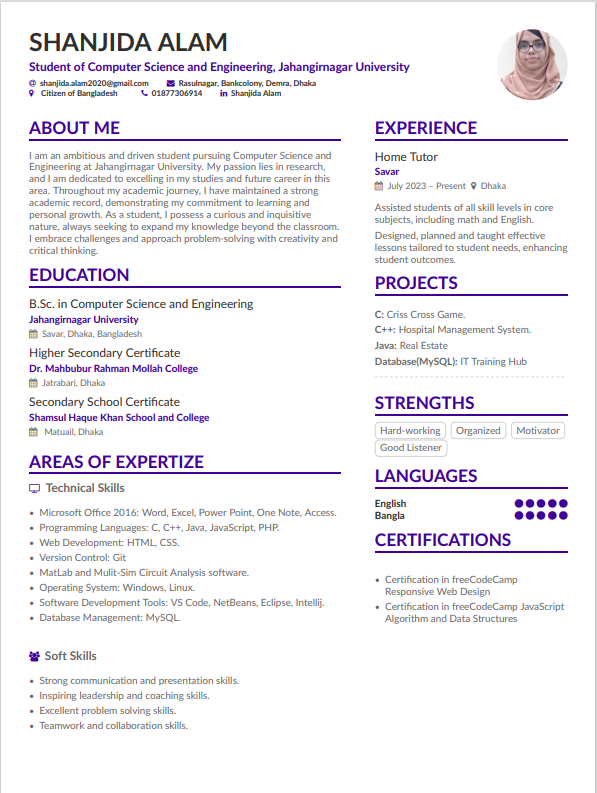 SHANJIDA ALAM
Student of Computer Science and Engineering, Jahangirnagar University
shanjida.alam2020@gmail.com Rasulnagar, Bankcolony, Demra, Dhaka
Citizen of Bangladesh 01877306914 Shanjida Alam
ABOUT ME
I am an ambitious and driven student pursuing Computer Science and
Engineering at Jahangirnagar University. My passion lies in research,
and I am dedicated to excelling in my studies and future career in this
area. Throughout my academic journey, I have maintained a strong
academic record, demonstrating my commitment to learning and
personal growth. As a student, I possess a curious and inquisitive
nature, always seeking to expand my knowledge beyond the classroom.
I embrace challenges and approach problem-solving with creativity and
critical thinking.
EDUCATION
B.Sc. in Computer Science and Engineering
Jahangirnagar University
Savar, Dhaka, Bangladesh
Higher Secondary Certificate
Dr. Mahbubur Rahman Mollah College
Jatrabari, Dhaka
Secondary School Certificate
Shamsul Haque Khan School and College
Matuail, Dhaka
AREAS OF EXPERTIZE
Technical Skills
• Microsoft Office 2016: Word, Excel, Power Point, One Note, Access.
• Programming Languages: C, C++, Java, JavaScript, PHP.
• Web Development: HTML, CSS.
• Version Control: Git
• MatLab and Mulit-Sim Circuit Analysis software.
• Operating System: Windows, Linux.
• Software Development Tools: VS Code, NetBeans, Eclipse, Intellij.
• Database Management: MySQL.
Soft Skills
• Strong communication and presentation skills.
• Inspiring leadership and coaching skills.
• Excellent problem solving skills.
• Teamwork and collaboration skills.
EXPERIENCE
Home Tutor
Savar
July 2023 – Present Dhaka
Assisted students of all skill levels in core
subjects, including math and English.
Designed, planned and taught effective
lessons tailored to student needs, enhancing
student outcomes.
PROJECTS
C: Criss Cross Game.
C++: Hospital Management System.
Java: Real Estate
Database(MySQL): IT Training Hub
STRENGTHS
Hard-working Organized Motivator
Good Listener
LANGUAGES
English
Bangla
CERTIFICATIONS
• Certification in freeCodeCamp
Responsive Web Design
• Certification in freeCodeCamp JavaScript
Algorithm and Data Structures